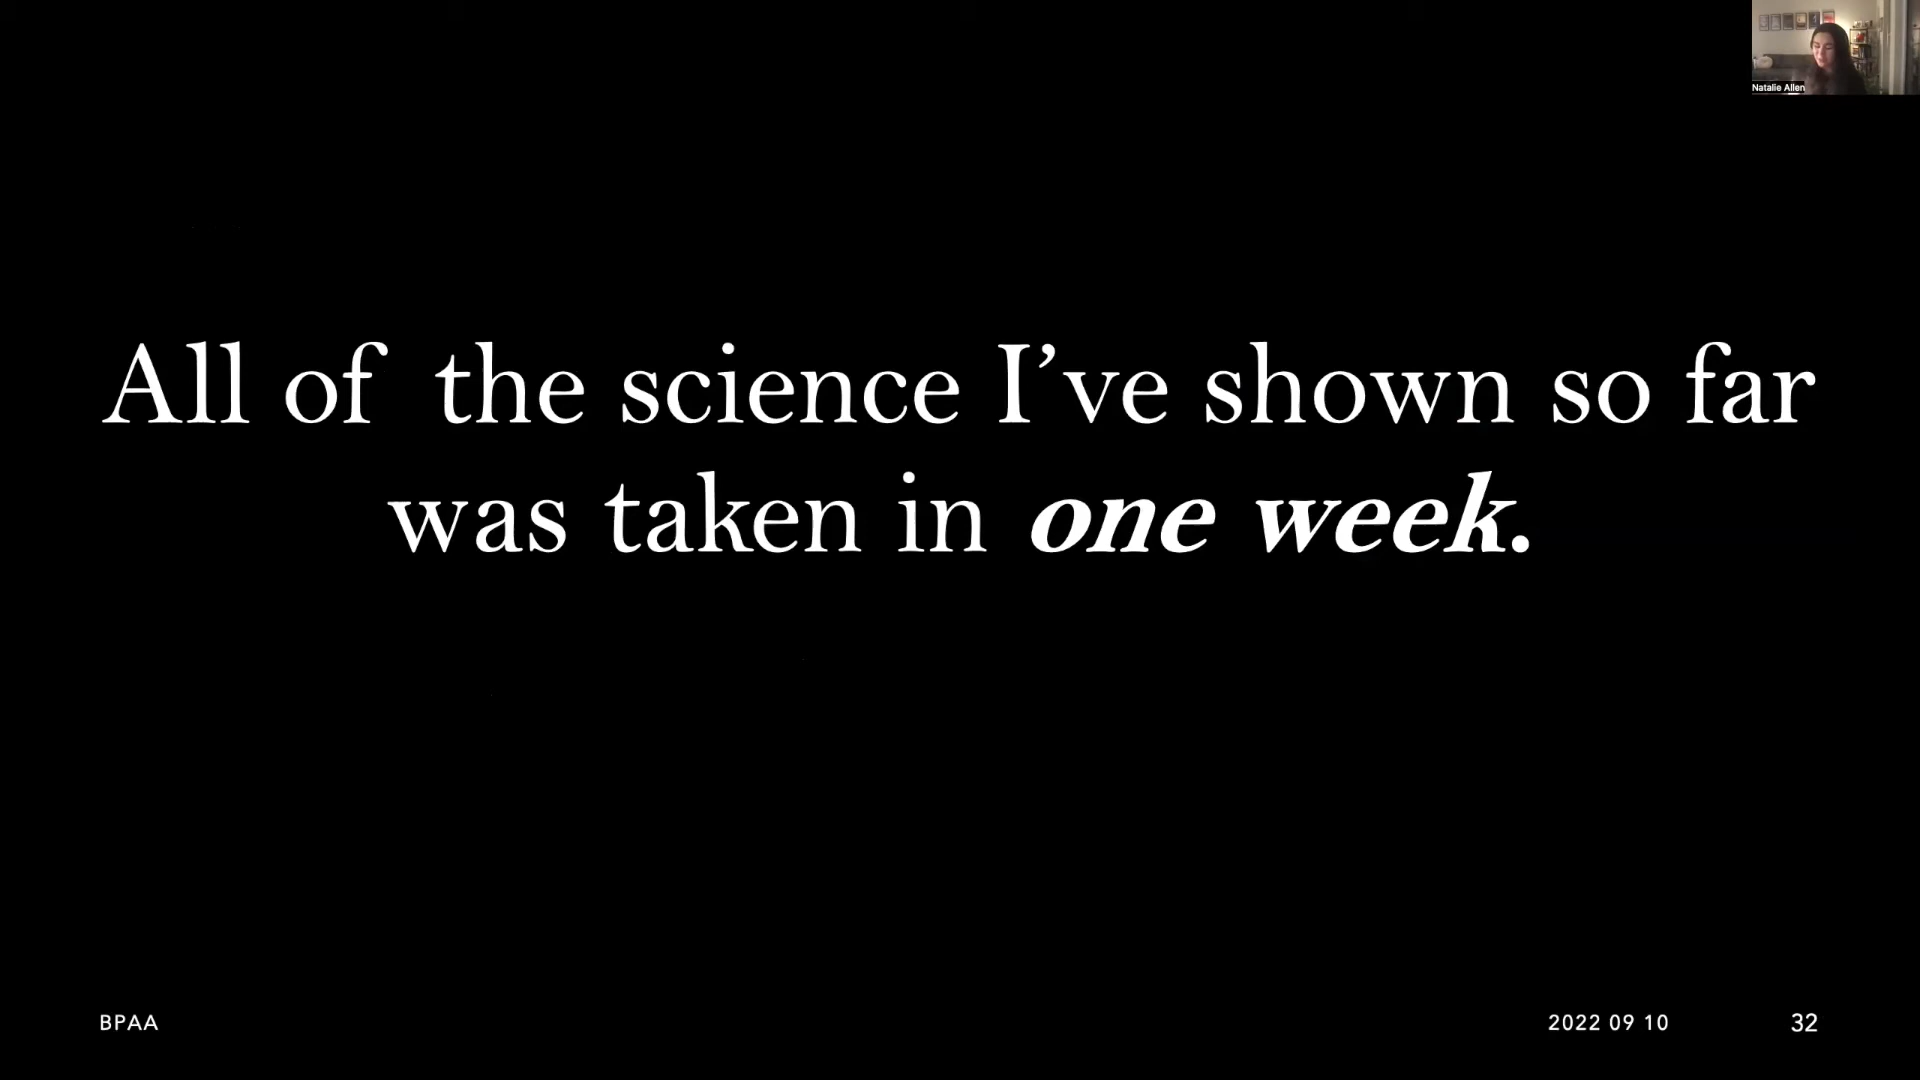 Natalie Allen
All of the science I’ve shown so far
was taken in one week.
BPAA
2022 09 10
32